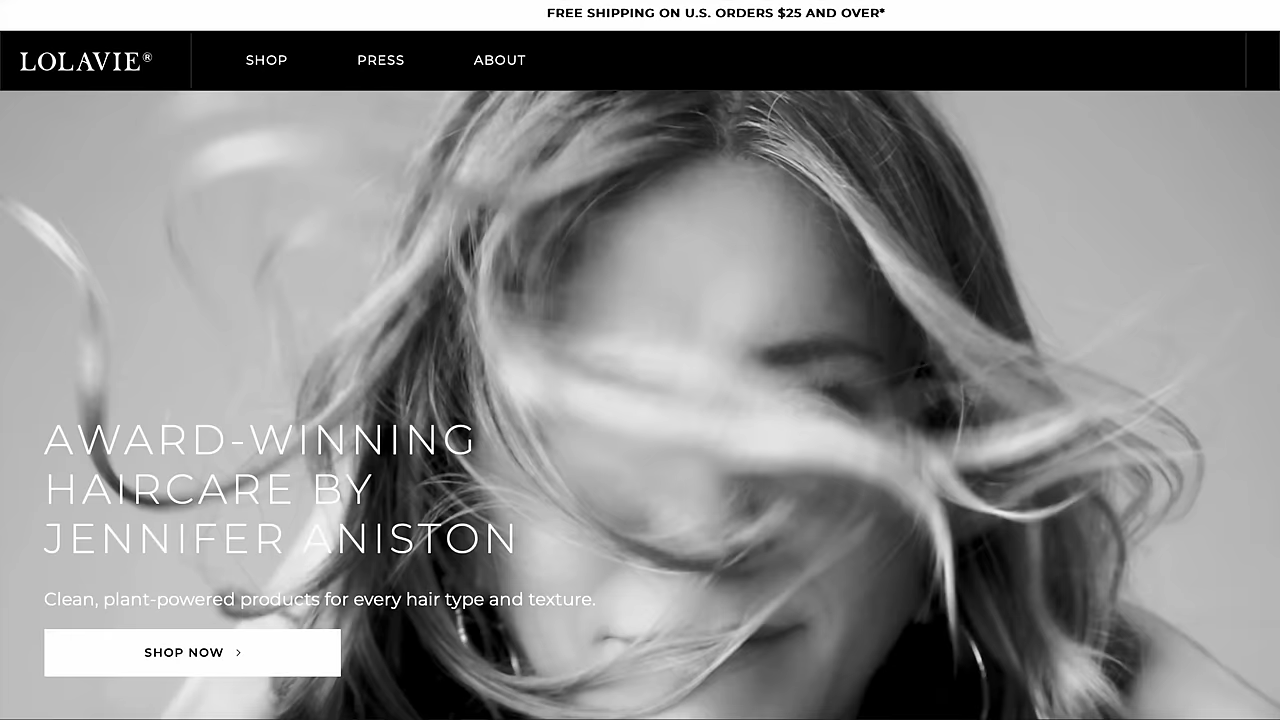 FREE SHIPPING ON U.S. ORDERS $25 AND OVER*
LOLAVIE®
SHOP
PRESS
ABOUT
AWARD-WINNING
HAIRCARE BY
JENNIFER ANISTON
Clean, plant-powered products for every hair type and texture.
SHOP NOW >